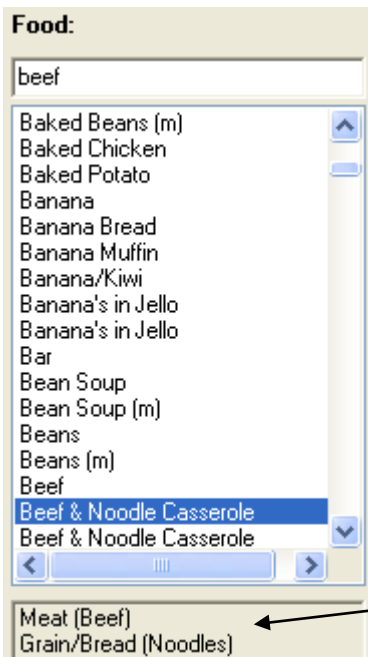 Food:
beef
Baked Beans (m)
Baked Chicken
Baked Potato
Banana
Banana Bread
Banana Muffin
Banana/Kiwi
Banana's in Jello
Banana's in Jello
Bar
Bean Soup
Bean Soup (m)
Beans
Beans (m)
Beef
Beef & Noodle Casserole
Beef & Noodle Casserole
Meat (Beef)
Grain/Bread (Noodles)